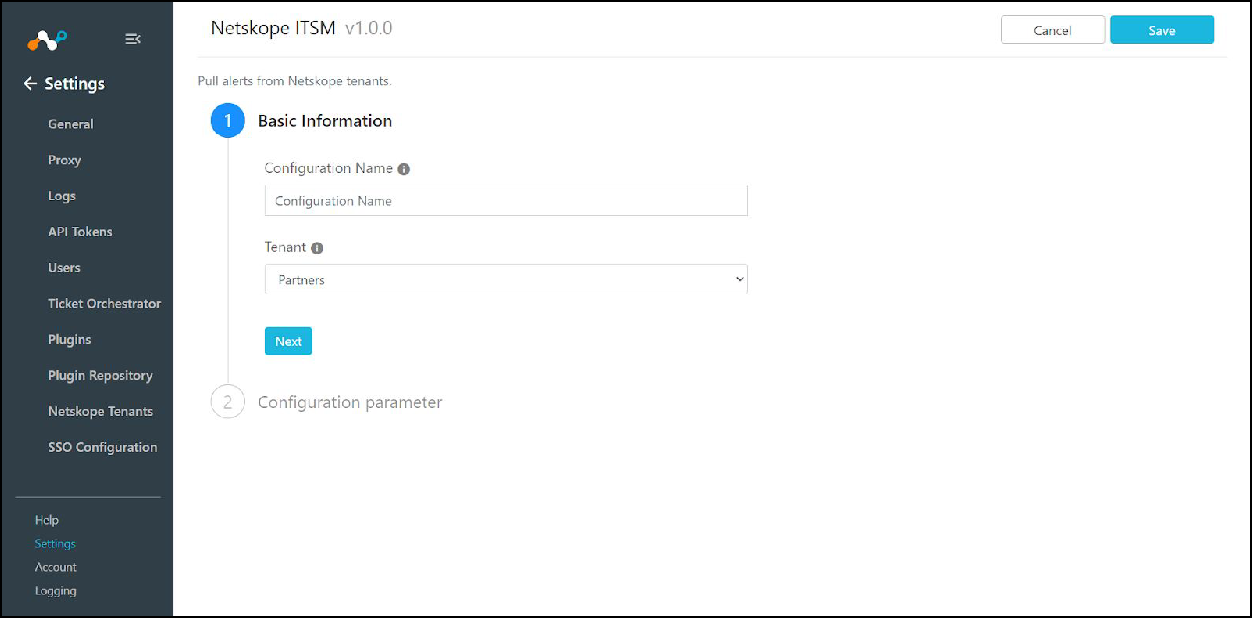 Settings
General
Proxy
Logs
API Tokens
Users
Ticket Orchestrator
Plugins
Plugin Repository
Netskope Tenants
SSO Configuration
Help
Settings
Account
Logging
Netskope ITSM v1.0.0
Cancel
Save
Pull alerts from Netskope tenants.
1 Basic Information
Configuration Name
Configuration Name
Tenant
Partners
Next
2 Configuration parameter